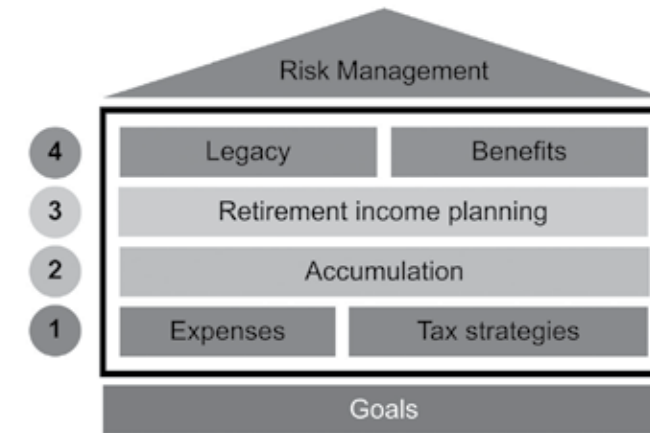 Risk Management
4 Legacy Benefits
3 Retirement income planning
2 Accumulation
1 Expenses Tax strategies
Goals